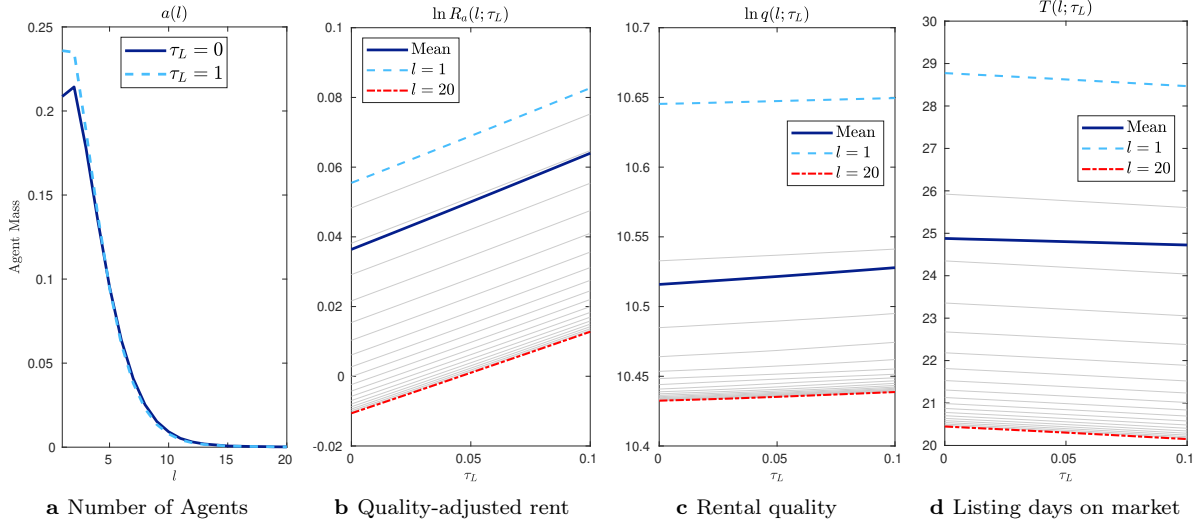 a(l)
0.25
0.2
0.15
0.1
0.05
0
Agent Mass
τ_L = 0
τ_L = 1
5
10
15
20
l
a Number of Agents
ln R_a(l; τ_L)
0.1
0.08
0.06
0.04
0.02
0
-0.02
Mean
l = 1
l = 20
0
0.05
0.1
τ_L
b Quality-adjusted rent
ln q(l; τ_L)
10.7
10.65
10.6
10.55
10.5
10.45
10.4
Mean
l = 1
l = 20
0
0.05
0.1
τ_L
c Rental quality
T(l; τ_L)
30
29
28
27
26
25
24
23
22
21
20
Mean
l = 1
l = 20
0
0.05
0.1
τ_L
d Listing days on market